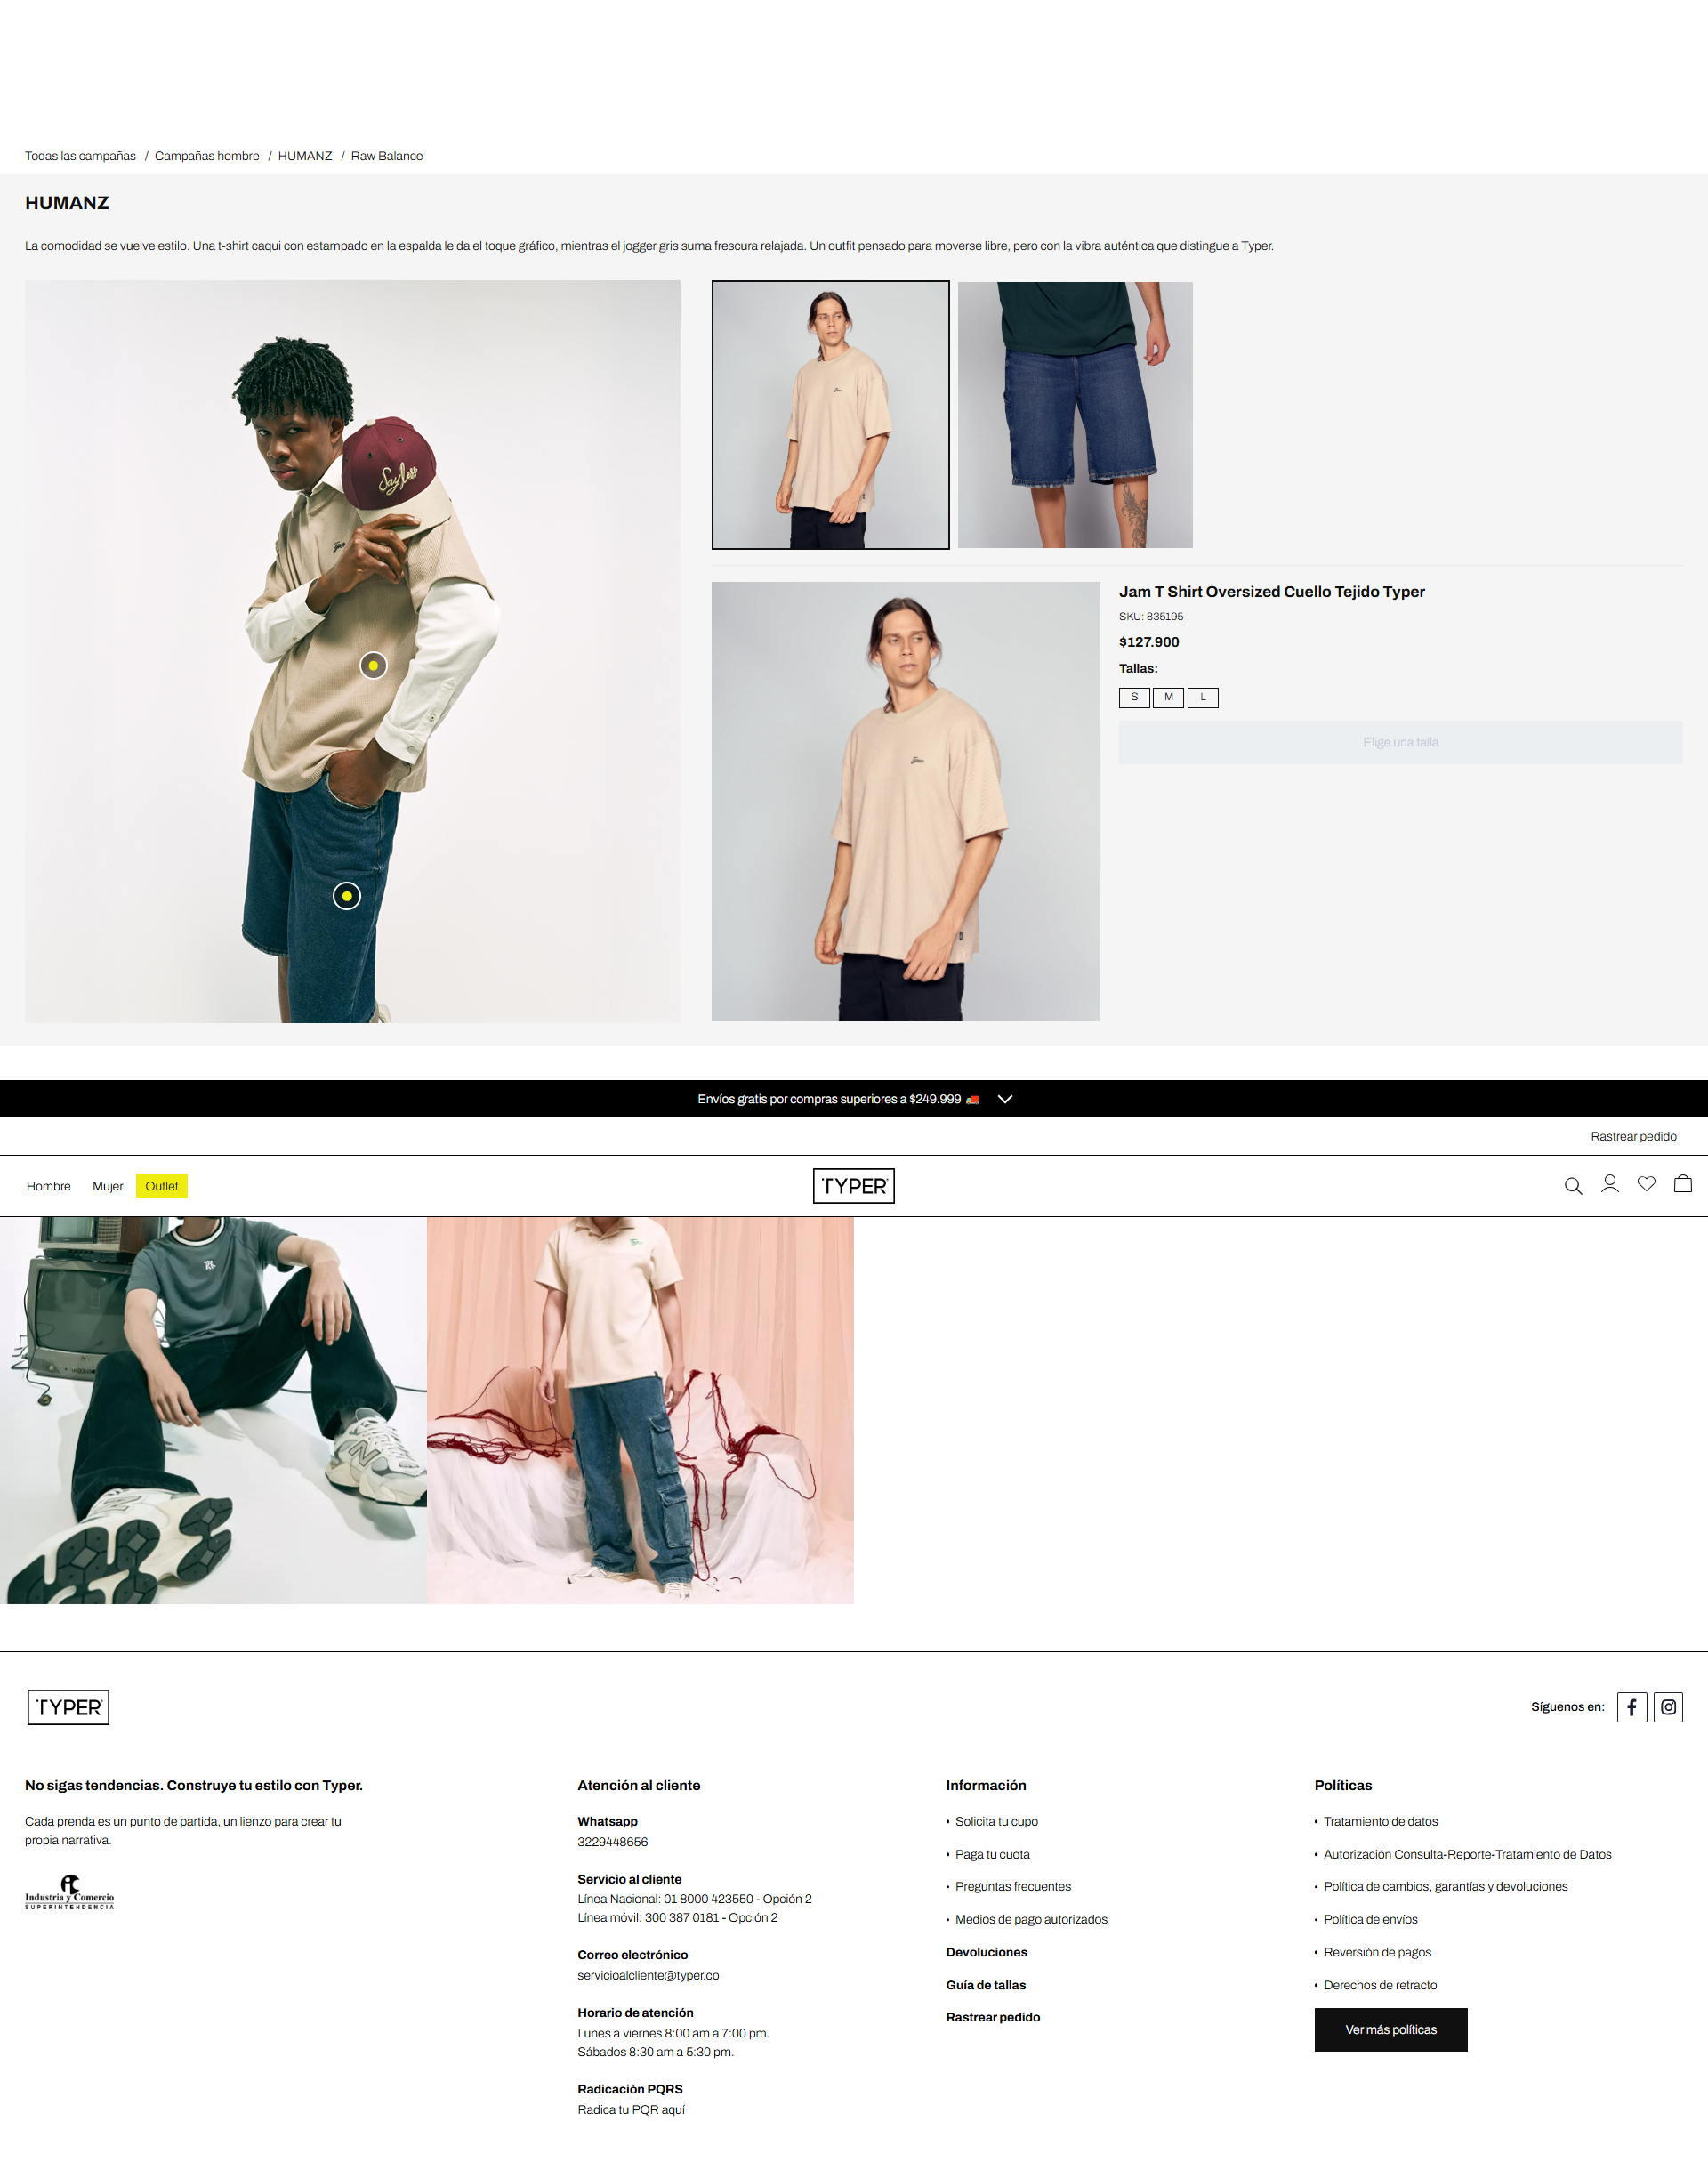 Todas las campañas / Campañas hombre / HUMANZ / Raw Balance
HUMANZ
La comodidad se vuelve estilo. Una t-shirt caqui con estampado en la espalda le da el toque gráfico, mientras el jogger gris suma frescura relajada. Un outfit pensado para moverse libre, pero con la vibra auténtica que distingue a Typer.
Sayless
Jam T Shirt Oversized Cuello Tejido Typer
SKU: 835195
$127.900
Tallas:
S M L
Elige una talla
Envíos gratis por compras superiores a $249.999
Rastrear pedido
Hombre Mujer Outlet
TYPER
TYPER
Síguenos en:
No sigas tendencias. Construye tu estilo con Typer.
Cada prenda es un punto de partida, un lienzo para crear tu
propia narrativa.
Industria y Comercio
SUPERINTENDENCIA
Atención al cliente
Whatsapp
3229448656
Servicio al cliente
Línea Nacional: 01 8000 423550 - Opción 2
Línea móvil: 300 387 0181 - Opción 2
Correo electrónico
servicioalcliente@typer.co
Horario de atención
Lunes a viernes 8:00 am a 7:00 pm.
Sábados 8:30 am a 5:30 pm.
Radicación PQRS
Radica tu PQR aquí
Información
• Solicita tu cupo
• Paga tu cuota
• Preguntas frecuentes
• Medios de pago autorizados
Devoluciones
Guía de tallas
Rastrear pedido
Políticas
• Tratamiento de datos
• Autorización Consulta-Reporte-Tratamiento de Datos
• Política de cambios, garantías y devoluciones
• Política de envíos
• Reversión de pagos
• Derechos de retracto
Ver más políticas